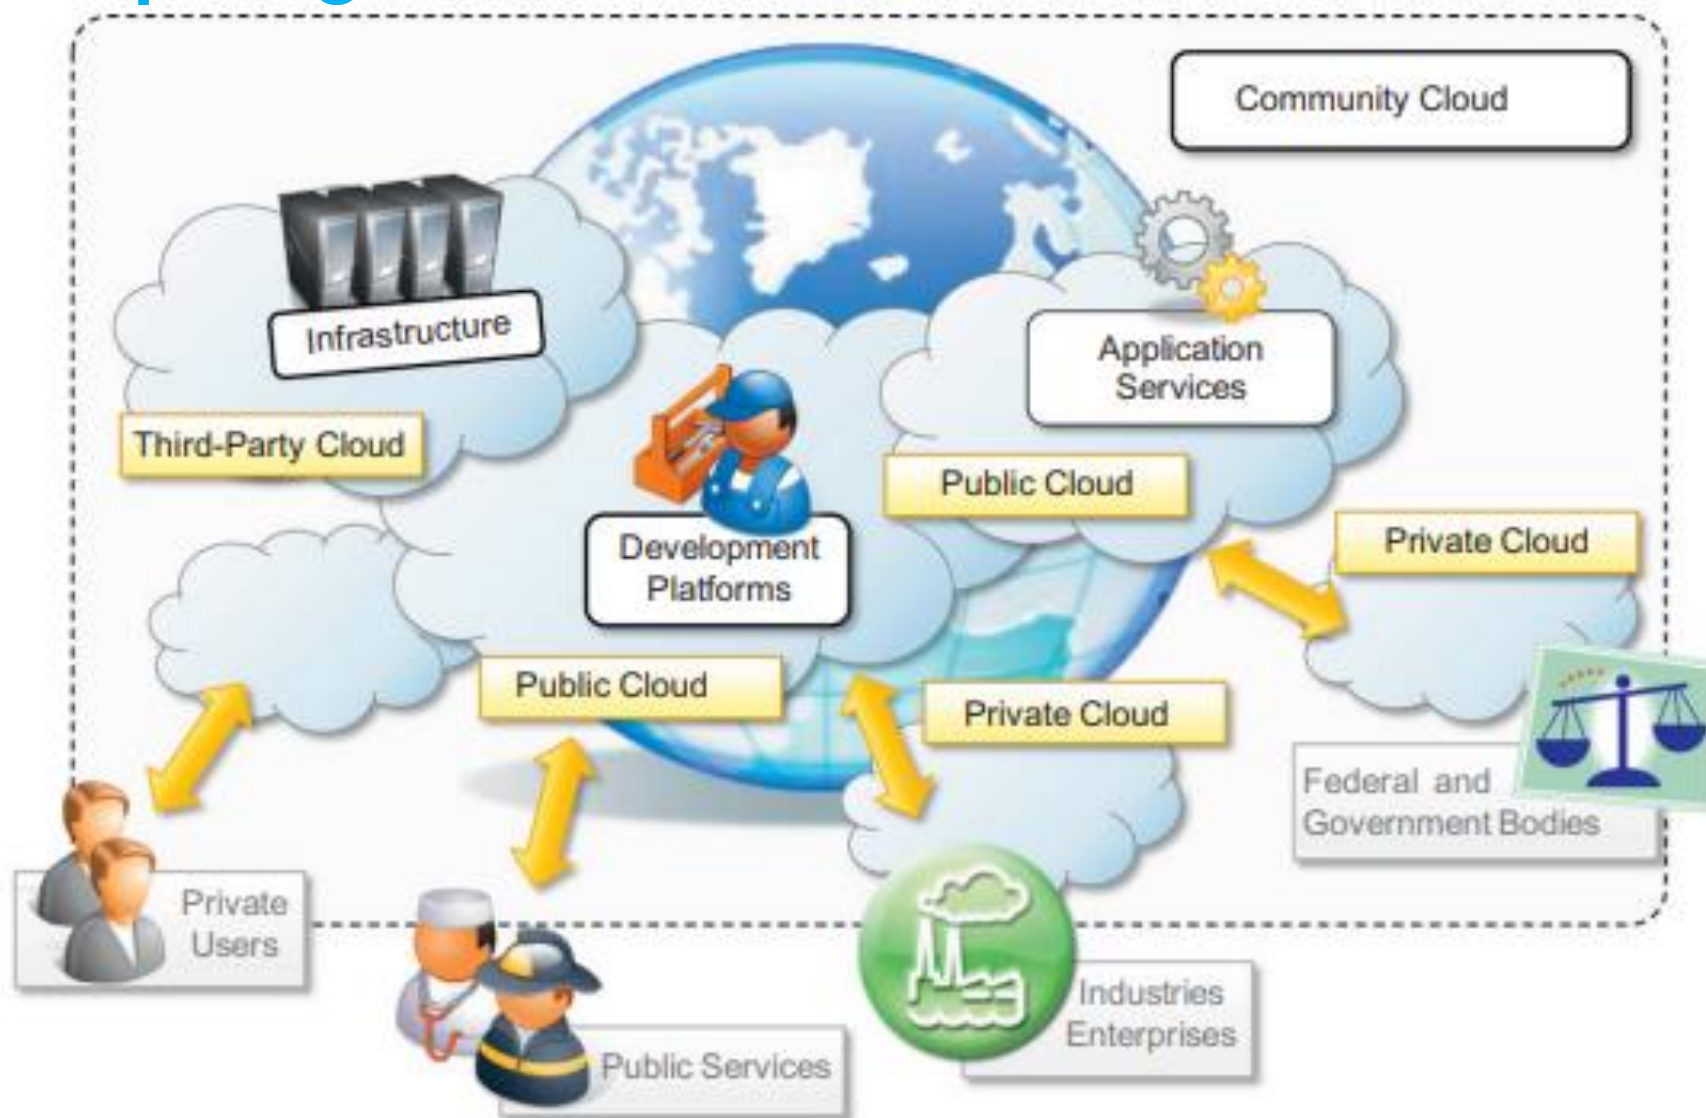 Community Cloud
Infrastructure
Application
Services
Third-Party Cloud
Public Cloud
Development
Platforms
Private Cloud
Public Cloud
Private Cloud
Federal and
Government Bodies
Private
Users
Industries
Enterprises
Public Services